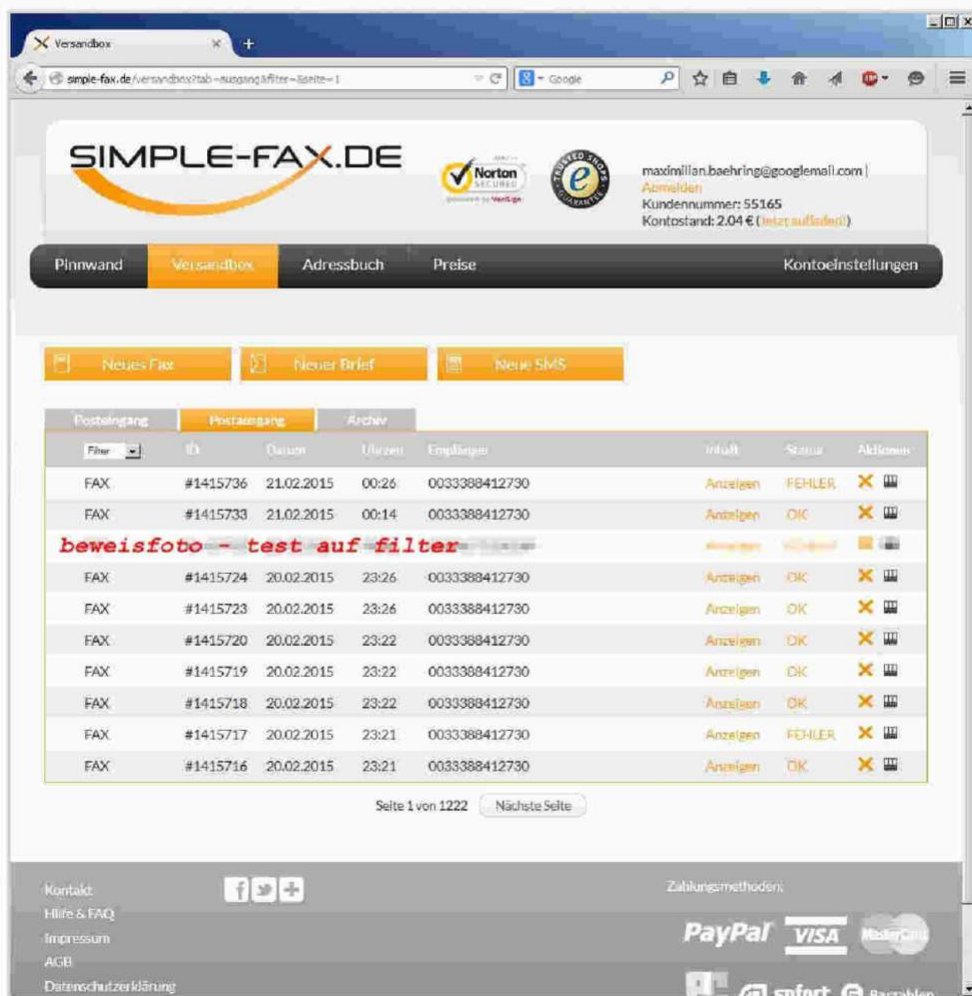 Versandbox
simple-fax.de/versandbox?tab=ausgang&filter=&seite=1
Google
SIMPLE-FAX.DE
Norton
SECURED
powered by VeriSign
TRUSTED SHOPS
GUARANTEE
maximilian.baehring@googlemail.com |
Abmelden
Kundennummer: 55165
Kontostand: 2.04 € (Jetzt aufladen!)
Pinnwand Versandbox Adressbuch Preise Kontoeinstellungen
Neues Fax Neuer Brief Neue SMS
Posteingang Postausgang Archiv
Filter ID Datum Uhrzeit Empfänger Inhalt Status Aktionen
FAX #1415736 21.02.2015 00:26 0033388412730 Anzeigen FEHLER
FAX #1415733 21.02.2015 00:14 0033388412730 Anzeigen OK
beweisfoto - test auf filter
FAX #1415724 20.02.2015 23:26 0033388412730 Anzeigen OK
FAX #1415723 20.02.2015 23:26 0033388412730 Anzeigen OK
FAX #1415720 20.02.2015 23:22 0033388412730 Anzeigen OK
FAX #1415719 20.02.2015 23:22 0033388412730 Anzeigen OK
FAX #1415718 20.02.2015 23:22 0033388412730 Anzeigen OK
FAX #1415717 20.02.2015 23:21 0033388412730 Anzeigen FEHLER
FAX #1415716 20.02.2015 23:21 0033388412730 Anzeigen OK
Seite 1 von 1222 Nächste Seite
Kontakt
Zahlungsmethoden:
Hilfe & FAQ
Impressum
PayPal VISA MasterCard
AGB
Datenschutzerklärung
sofort Barzahlen